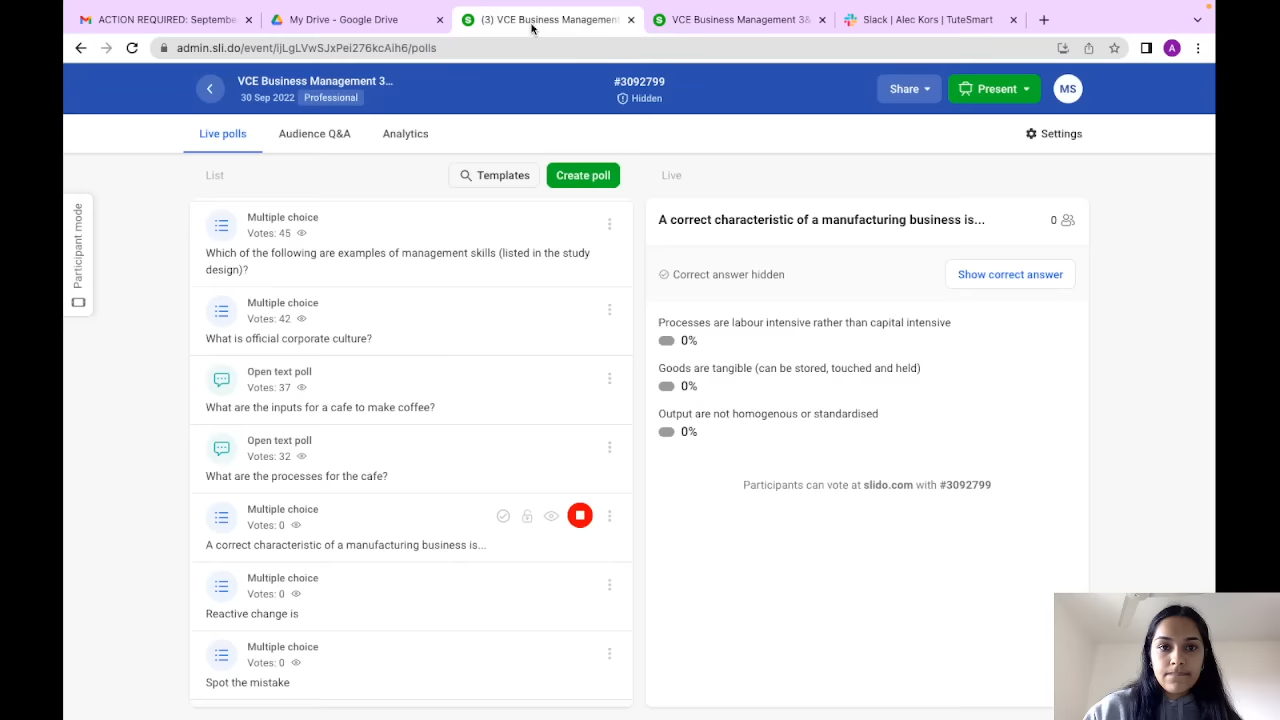 ACTION REQUIRED: Septembe
My Drive - Google Drive
(3) VCE Business Management
VCE Business Management 3&
Slack | Alec Kors | TuteSmart
admin.sli.do/event/ijLgLVwSJxPei276kcAih6/polls
A
VCE Business Management 3...
30 Sep 2022 Professional
#3092799
Hidden
Share
Present
MS
Live polls
Audience Q&A
Analytics
Settings
Participant mode
List
Templates
Create poll
Multiple choice
Votes: 45
Which of the following are examples of management skills (listed in the study
design)?
Multiple choice
Votes: 42
What is official corporate culture?
Open text poll
Votes: 37
What are the inputs for a cafe to make coffee?
Open text poll
Votes: 32
What are the processes for the cafe?
Multiple choice
Votes: 0
A correct characteristic of a manufacturing business is...
Multiple choice
Votes: 0
Reactive change is
Multiple choice
Votes: 0
Spot the mistake
Live
A correct characteristic of a manufacturing business is...
0
Correct answer hidden
Show correct answer
Processes are labour intensive rather than capital intensive
0%
Goods are tangible (can be stored, touched and held)
0%
Output are not homogenous or standardised
0%
Participants can vote at slido.com with #3092799